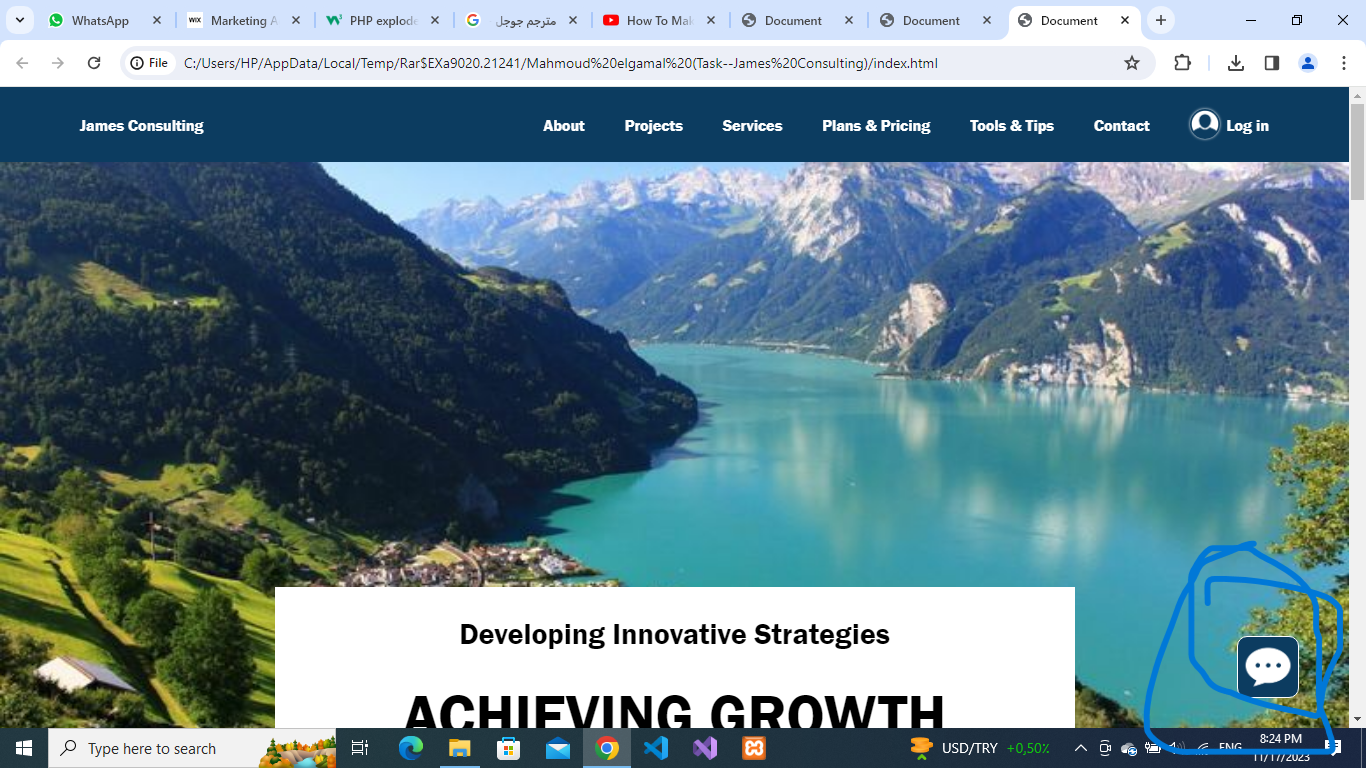 WhatsApp
Marketing A
PHP explode
مترجم جوجل
How To Mak
Document
Document
Document
File
C:/Users/HP/AppData/Local/Temp/Rar$EXa9020.21241/Mahmoud%20elgamal%20(Task--James%20Consulting)/index.html
James Consulting
About
Projects
Services
Plans & Pricing
Tools & Tips
Contact
Log in
Developing Innovative Strategies
ACHIEVING GROWTH
Type here to search
USD/TRY +0,50%
ENG
8:24 PM
11/17/2023